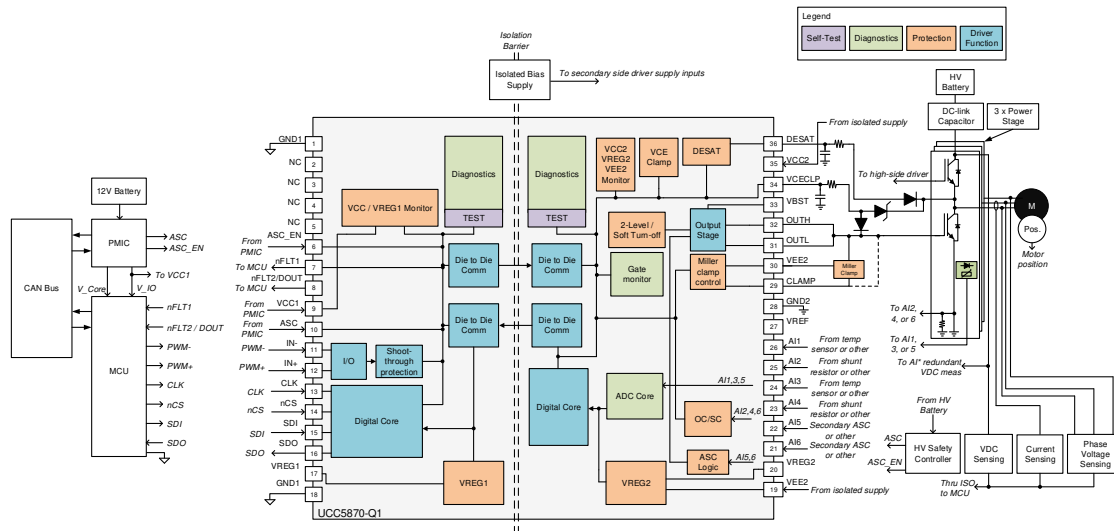 Legend
Self-Test
Diagnostics
Protection
Driver
Function
Isolation
Barrier
Isolated Bias
Supply
To secondary side driver supply inputs
HV
Battery
DC-link
Capacitor
3 x Power
Stage
12V Battery
PMIC
ASC
ASC_EN
To VCC1
V_Core
V_IO
CAN Bus
MCU
nFLT1
nFLT2 / DOUT
PWM-
PWM+
CLK
nCS
SDI
SDO
GND1
1
NC
2
NC
3
NC
4
NC
5
ASC_EN
From
PMIC
6
nFLT1
To MCU
7
nFLT2/DOUT
To MCU
8
VCC1
From
PMIC
9
ASC
From
PMIC
10
IN-
PWM-
11
IN+
PWM+
12
CLK
CLK
13
nCS
nCS
14
SDI
SDI
15
SDO
SDO
16
VREG1
17
GND1
18
VCC / VREG1 Monitor
Diagnostics
TEST
Die to Die
Comm
Die to Die
Comm
I/O
Shoot-
through
protection
Digital Core
VREG1
UCC5870-Q1
Diagnostics
TEST
Die to Die
Comm
Die to Die
Comm
Digital Core
VCC2
VREG2
VEE2
Monitor
VCE
Clamp
DESAT
2-Level /
Soft Turn-off
Output
Stage
Gate
monitor
Miller
clamp
control
ADC Core
AI1,3,5
OC/SC
AI2,4,6
ASC
Logic
AI5,6
VREG2
36
DESAT
From isolated supply
35
VCC2
34
VCECLP
33
VBST
32
OUTH
31
OUTL
30
VEE2
29
CLAMP
28
GND2
27
VREF
26
AI1
From temp
sensor or other
25
AI2
From shunt
resistor or other
24
AI3
From temp
sensor or other
23
AI4
From shunt
resistor or other
22
AI5
Secondary ASC
or other
21
AI6
Secondary ASC
or other
20
VREG2
19
VEE2
From isolated supply
To high-side driver
Miller
Clamp
M
Pos.
Motor
position
To AI2,
4, or 6
To AI1,
3, or 5
To AI* redundant
VDC meas
From HV
Battery
ASC
ASC_EN
HV Safety
Controller
VDC
Sensing
Current
Sensing
Phase
Voltage
Sensing
Thru ISO
to MCU